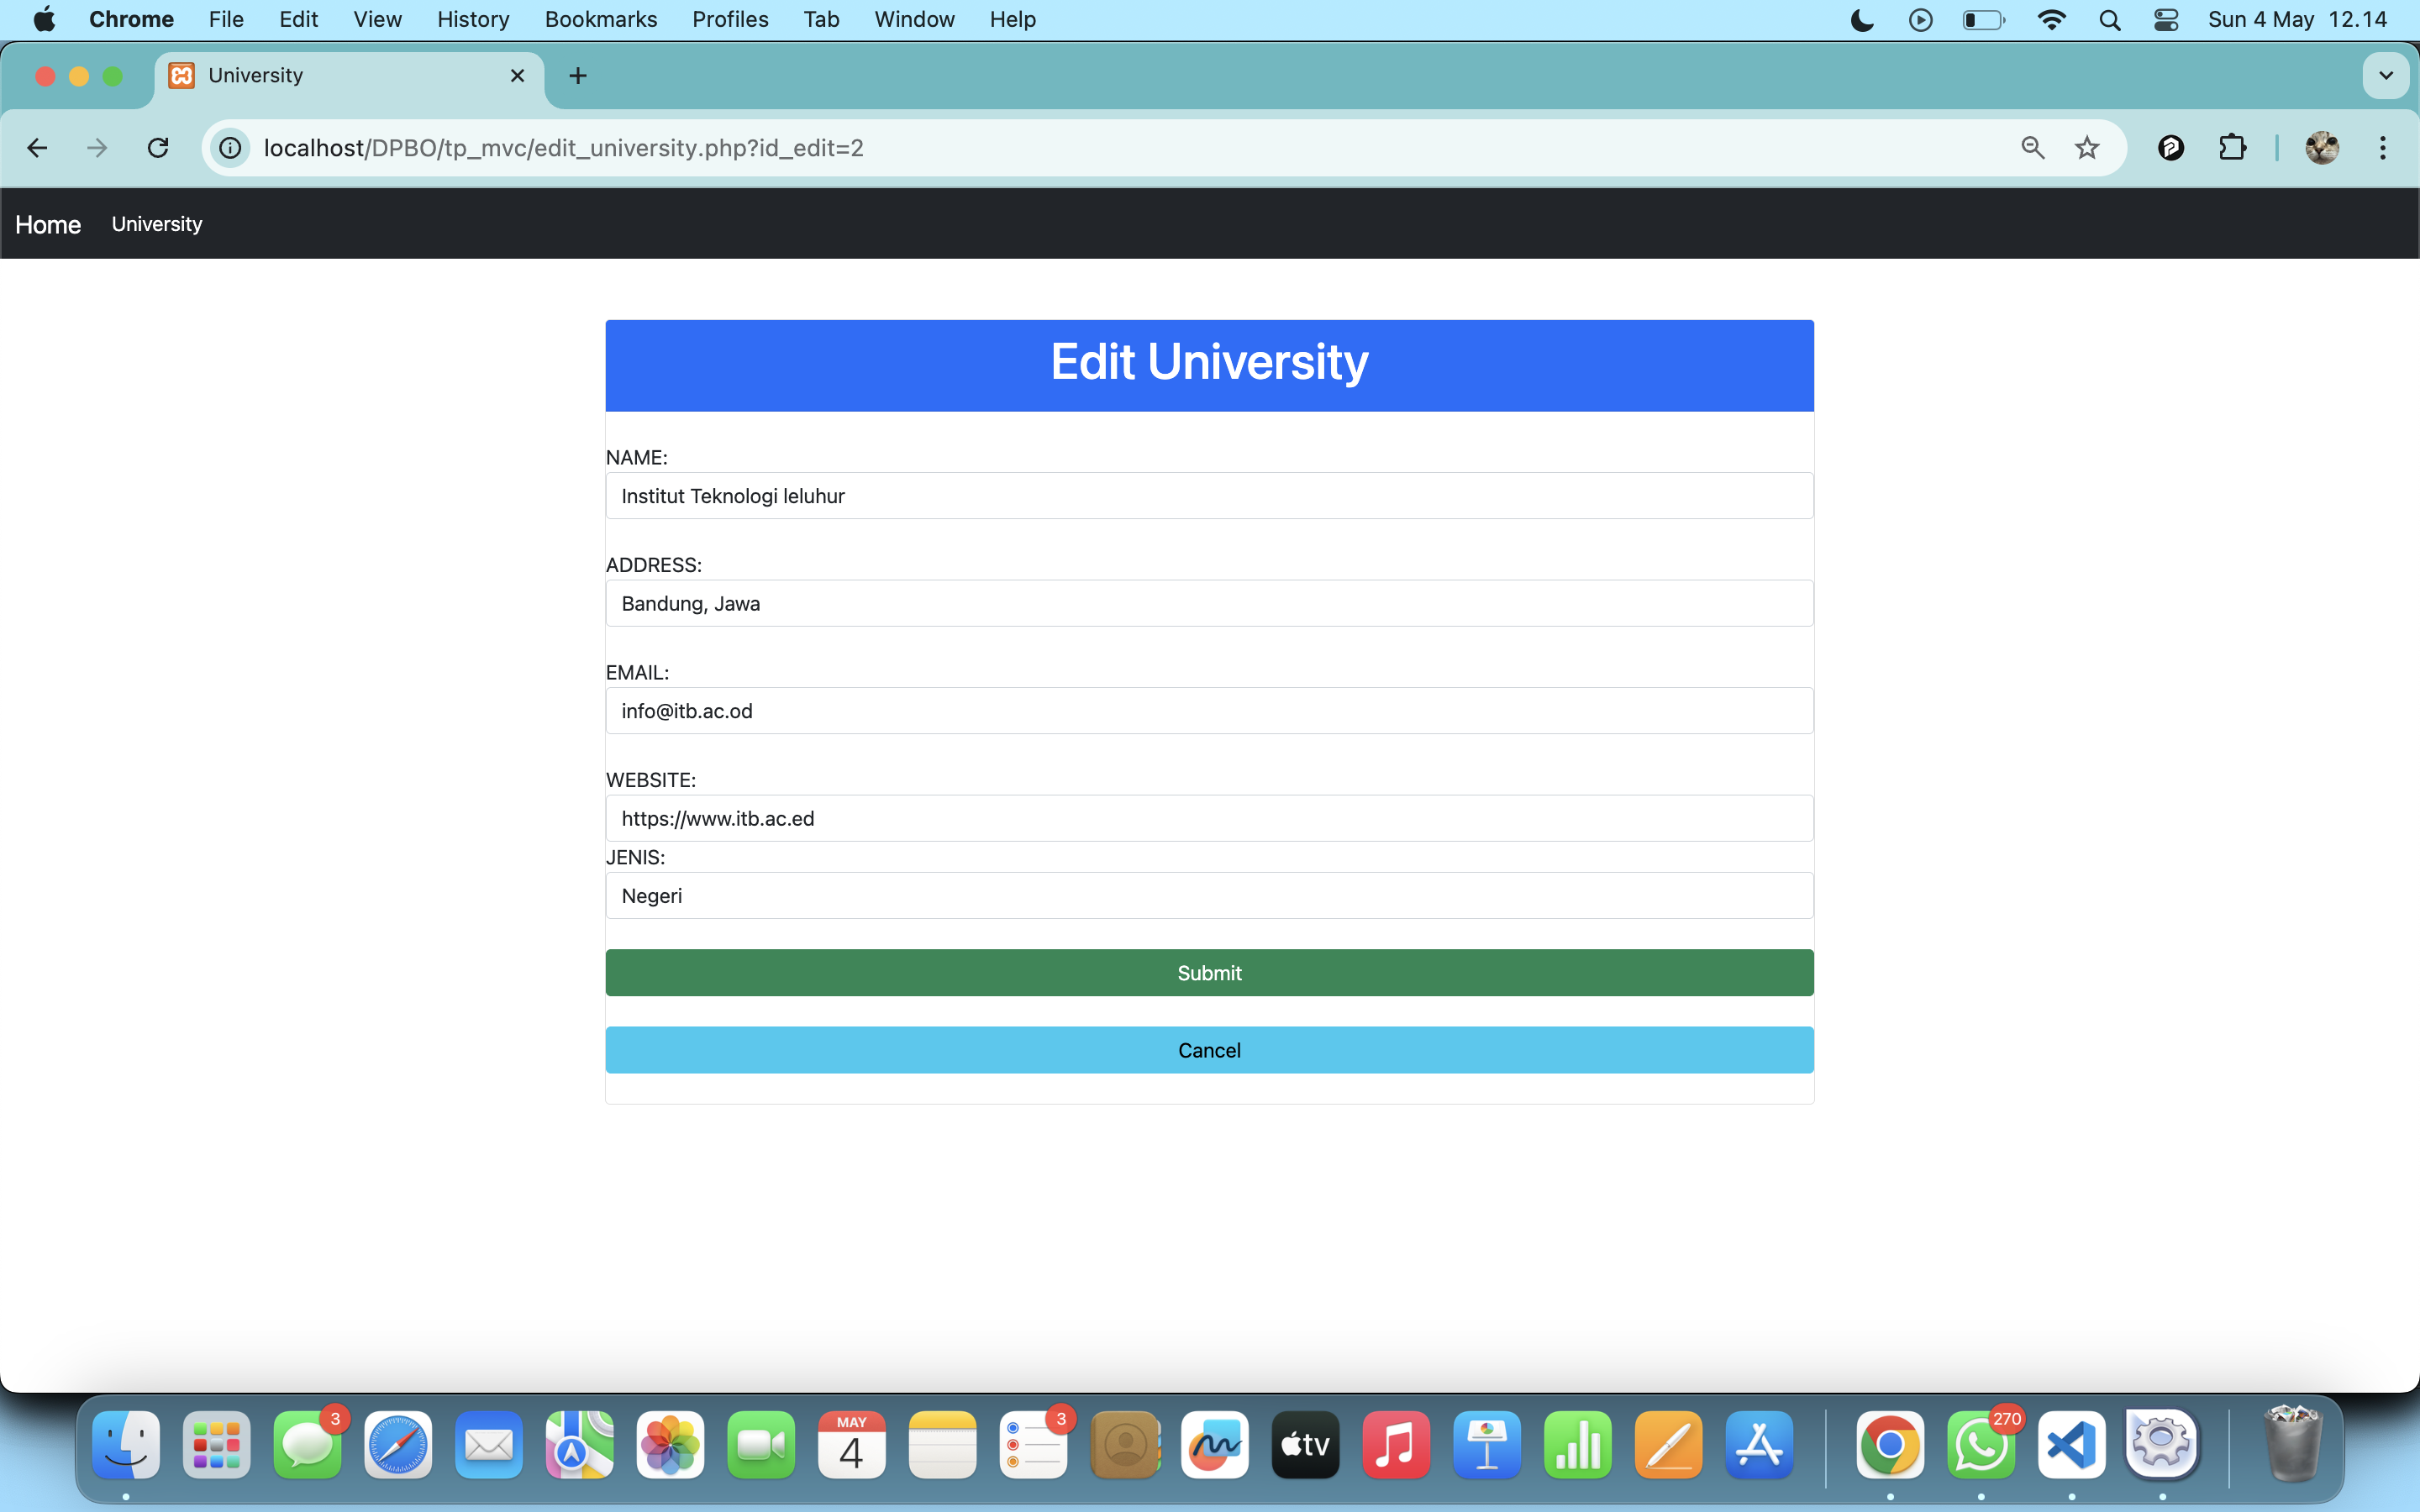 Chrome File Edit View History Bookmarks Profiles Tab Window Help Sun 4 May 12.14
University
localhost/DPBO/tp_mvc/edit_university.php?id_edit=2
Home University
Edit University
NAME:
Institut Teknologi leluhur
ADDRESS:
Bandung, Jawa
EMAIL:
info@itb.ac.od
WEBSITE:
https://www.itb.ac.ed
JENIS:
Negeri
Submit
Cancel
3 MAY 3 270
4 tv